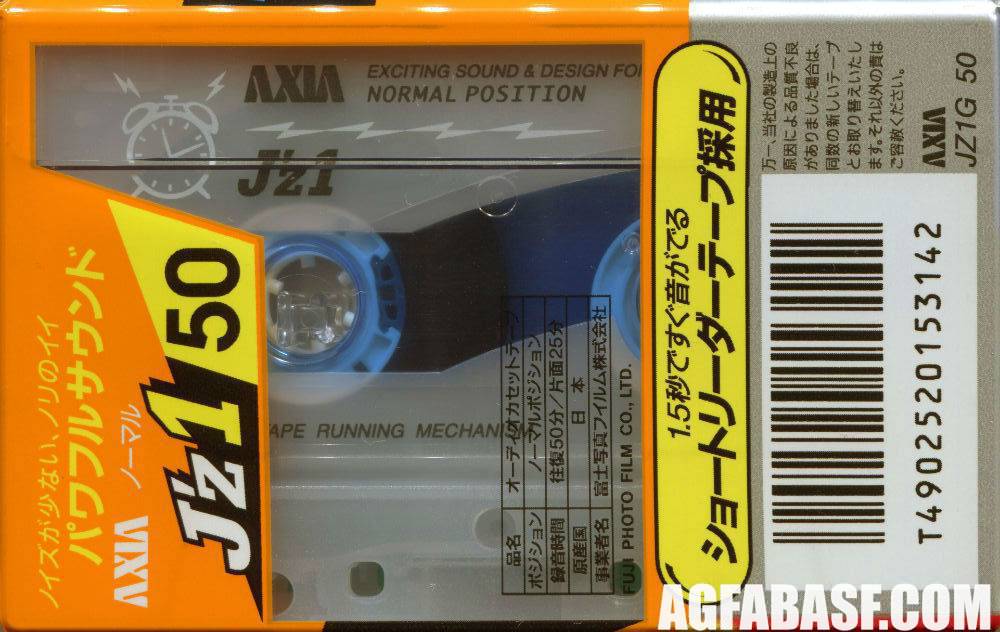 ノイズが少ない、ノリのイイ
パワフルサウンド
AXIA ノーマル
J'z1 50
AXIA
EXCITING SOUND & DESIGN FO
NORMAL POSITION
J'z1
TAPE RUNNING MECHANISM
品名 オーディオカセットテープ
ポジション ノーマルポジション
録音時間 往復50分/片面25分
原産国 日本
事業者名 富士写真フイルム株式会社
FUJI PHOTO FILM CO., LTD.
1.5秒ですぐ音がでる
ショートリーダーテープ採用
万一、当社の製造上の
原因による品質不良
がありました場合は、
同数の新しいテープ
とお取り替えいたし
ます。それ以外の責は
ご容赦ください。
AXIA
JZ1G 50
T4902520153142
AGFABASF.COM